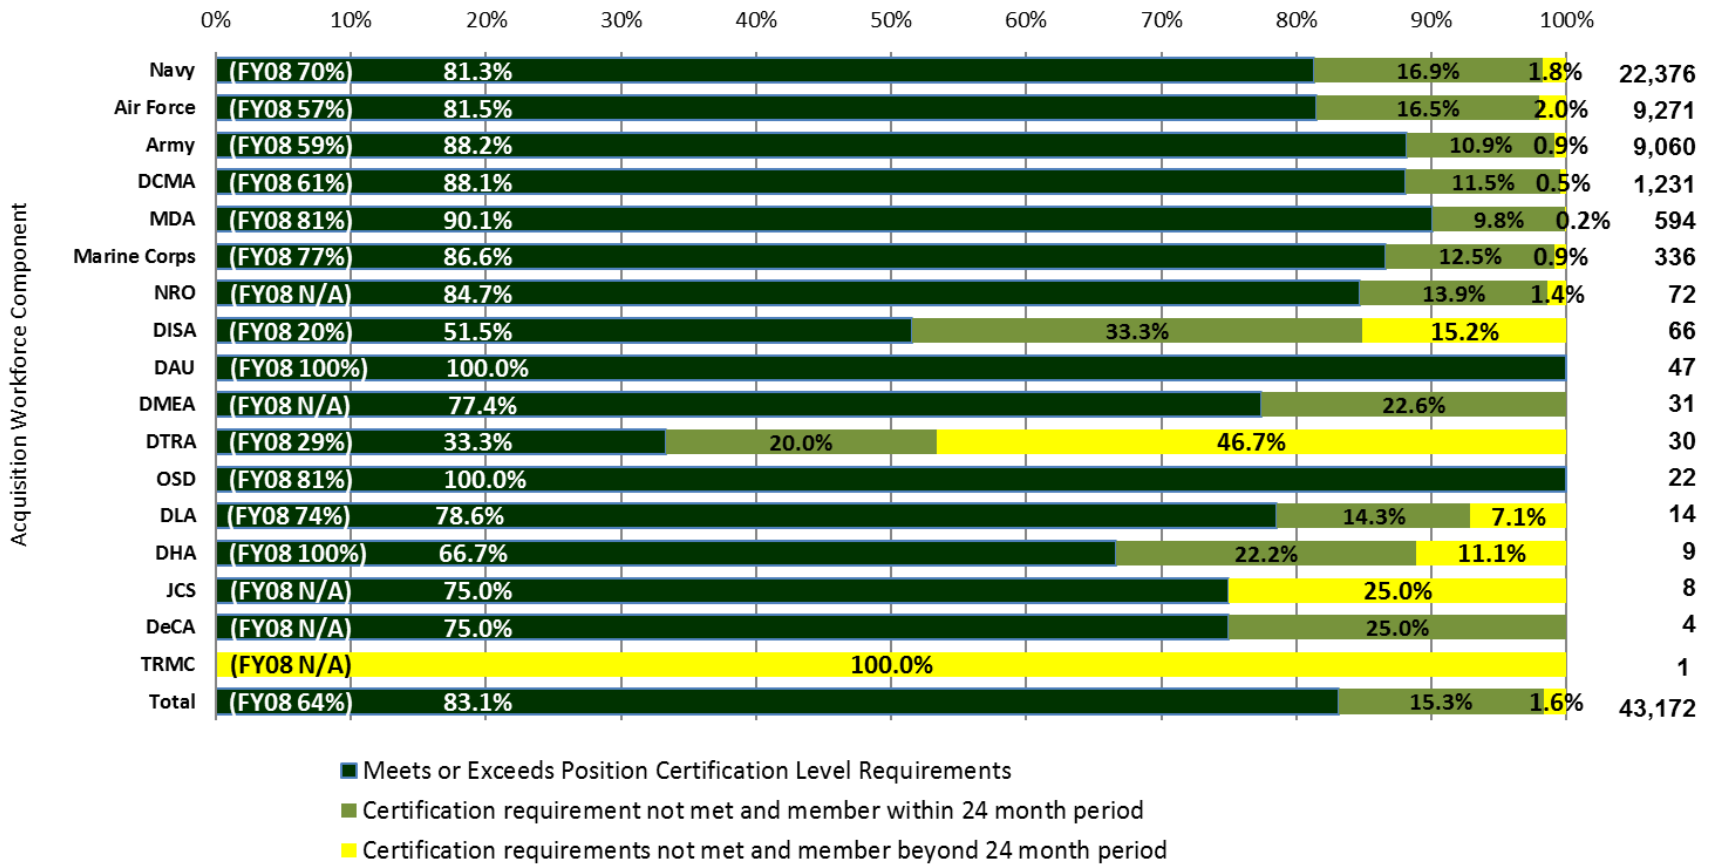 0% 10% 20% 30% 40% 50% 60% 70% 80% 90% 100%
Acquisition Workforce Component
Navy (FY08 70%) 81.3% 16.9% 1.8% 22,376
Air Force (FY08 57%) 81.5% 16.5% 2.0% 9,271
Army (FY08 59%) 88.2% 10.9% 0.9% 9,060
DCMA (FY08 61%) 88.1% 11.5% 0.5% 1,231
MDA (FY08 81%) 90.1% 9.8% 0.2% 594
Marine Corps (FY08 77%) 86.6% 12.5% 0.9% 336
NRO (FY08 N/A) 84.7% 13.9% 1.4% 72
DISA (FY08 20%) 51.5% 33.3% 15.2% 66
DAU (FY08 100%) 100.0% 47
DMEA (FY08 N/A) 77.4% 22.6% 31
DTRA (FY08 29%) 33.3% 20.0% 46.7% 30
OSD (FY08 81%) 100.0% 22
DLA (FY08 74%) 78.6% 14.3% 7.1% 14
DHA (FY08 100%) 66.7% 22.2% 11.1% 9
JCS (FY08 N/A) 75.0% 25.0% 8
DeCA (FY08 N/A) 75.0% 25.0% 4
TRMC (FY08 N/A) 100.0% 1
Total (FY08 64%) 83.1% 15.3% 1.6% 43,172
Meets or Exceeds Position Certification Level Requirements
Certification requirement not met and member within 24 month period
Certification requirements not met and member beyond 24 month period